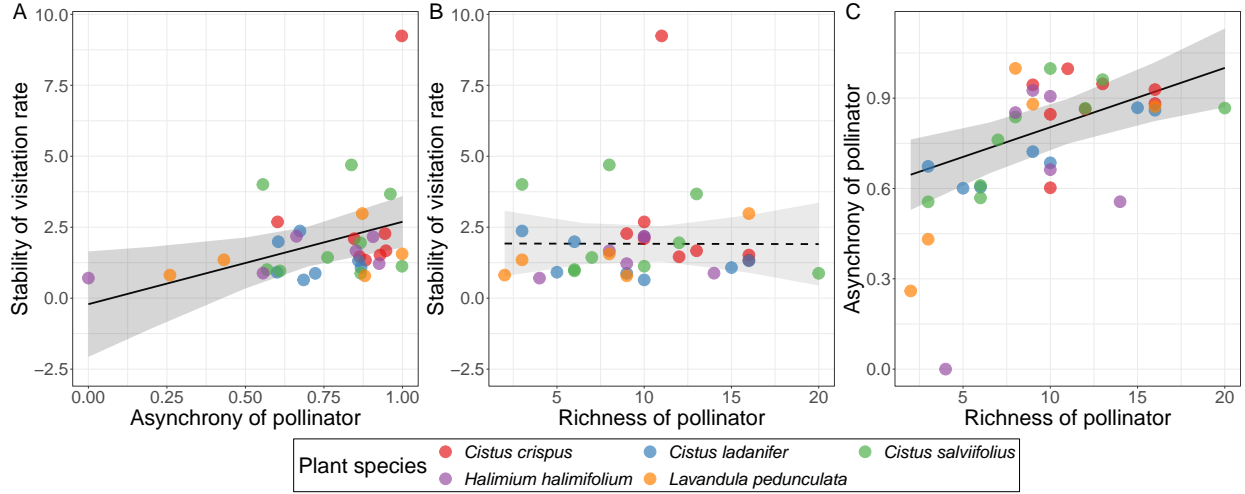 A
B
C
Stability of visitation rate
10.0
7.5
5.0
2.5
0.0
−2.5
0.00
0.25
0.50
0.75
1.00
Asynchrony of pollinator
Stability of visitation rate
10.0
7.5
5.0
2.5
0.0
−2.5
5
10
15
20
Richness of pollinator
Asynchrony of pollinator
0.9
0.6
0.3
0.0
5
10
15
20
Richness of pollinator
Plant species
Cistus crispus
Cistus ladanifer
Cistus salviifolius
Halimium halimifolium
Lavandula pedunculata